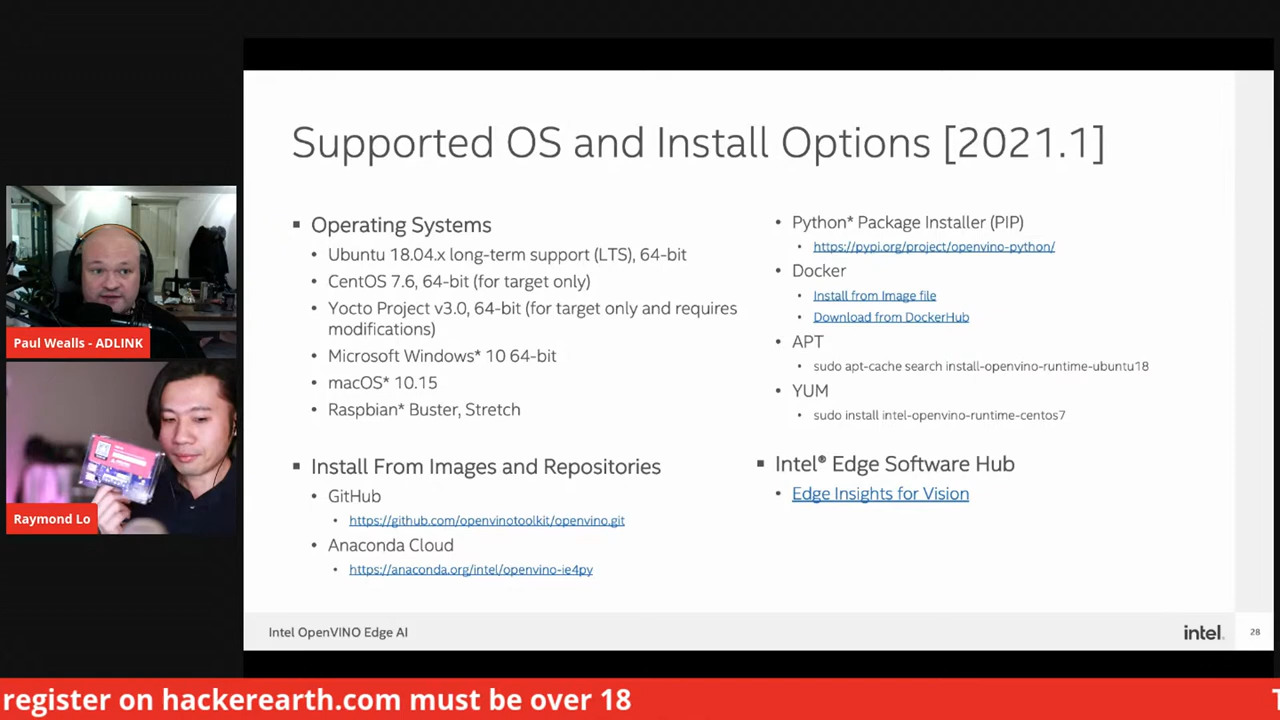 Supported OS and Install Options [2021.1]
▪ Operating Systems
• Ubuntu 18.04.x long-term support (LTS), 64-bit
• CentOS 7.6, 64-bit (for target only)
• Yocto Project v3.0, 64-bit (for target only and requires
modifications)
• Microsoft Windows* 10 64-bit
• macOS* 10.15
• Raspbian* Buster, Stretch
▪ Install From Images and Repositories
• GitHub
• https://github.com/openvinotoolkit/openvino.git
• Anaconda Cloud
• https://anaconda.org/intel/openvino-ie4py
• Python* Package Installer (PIP)
• https://pypi.org/project/openvino-python/
• Docker
• Install from Image file
• Download from DockerHub
• APT
• sudo apt-cache search install-openvino-runtime-ubuntu18
• YUM
• sudo install intel-openvino-runtime-centos7
▪ Intel® Edge Software Hub
• Edge Insights for Vision
Paul Wealls - ADLINK
Raymond Lo
Intel OpenVINO Edge AI
intel.
28
register on hackerearth.com must be over 18